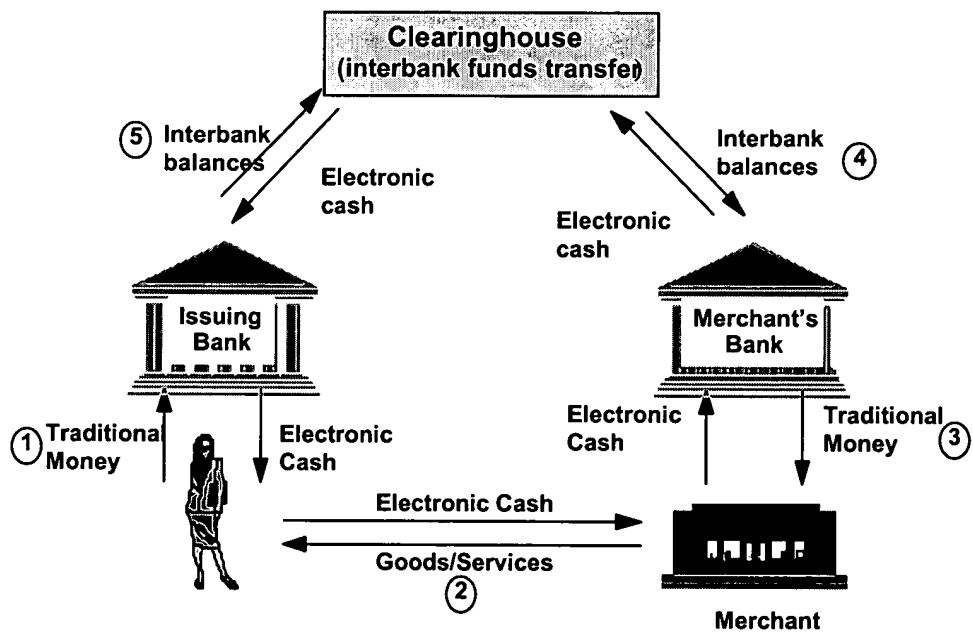 Clearinghouse
(interbank funds transfer)
5 Interbank
balances
Electronic
cash
Interbank
balances 4
Electronic
cash
Issuing
Bank
Merchant's
Bank
1 Traditional
Money
Electronic
Cash
Electronic
Cash
Traditional
Money 3
Electronic Cash
Goods/Services
2
Merchant